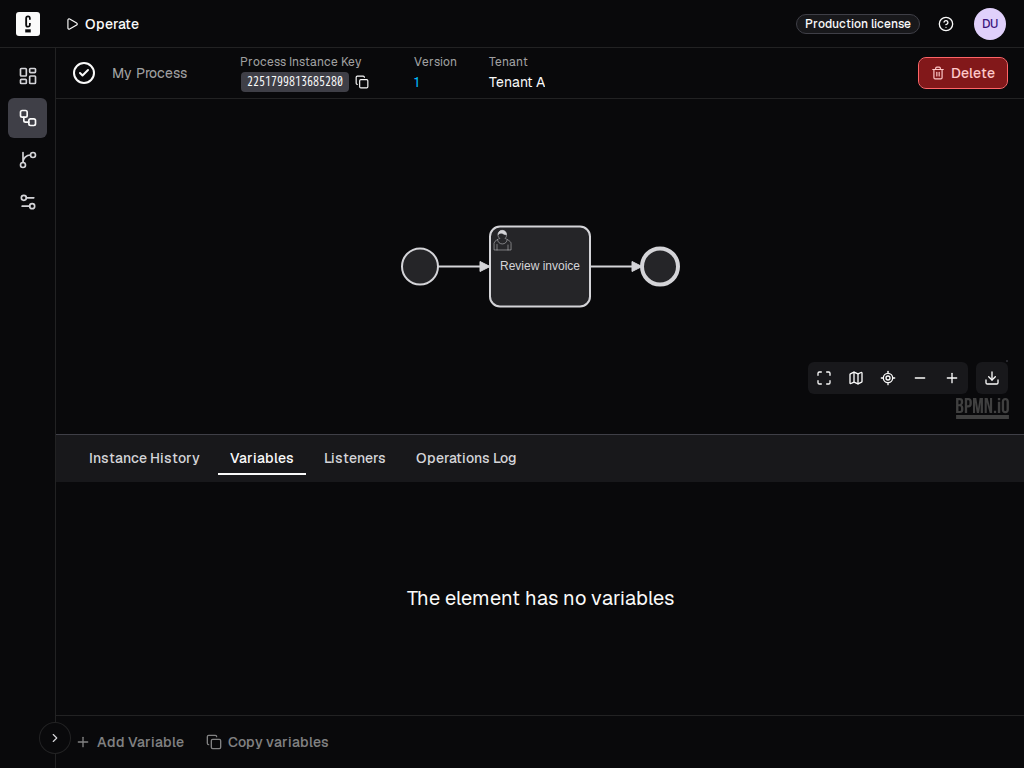 Operate
Production license
DU
My Process
Process Instance Key
2251799813685280
Version
1
Tenant
Tenant A
Delete
Review invoice
BPMN.iO
Instance History
Variables
Listeners
Operations Log
The element has no variables
Add Variable
Copy variables